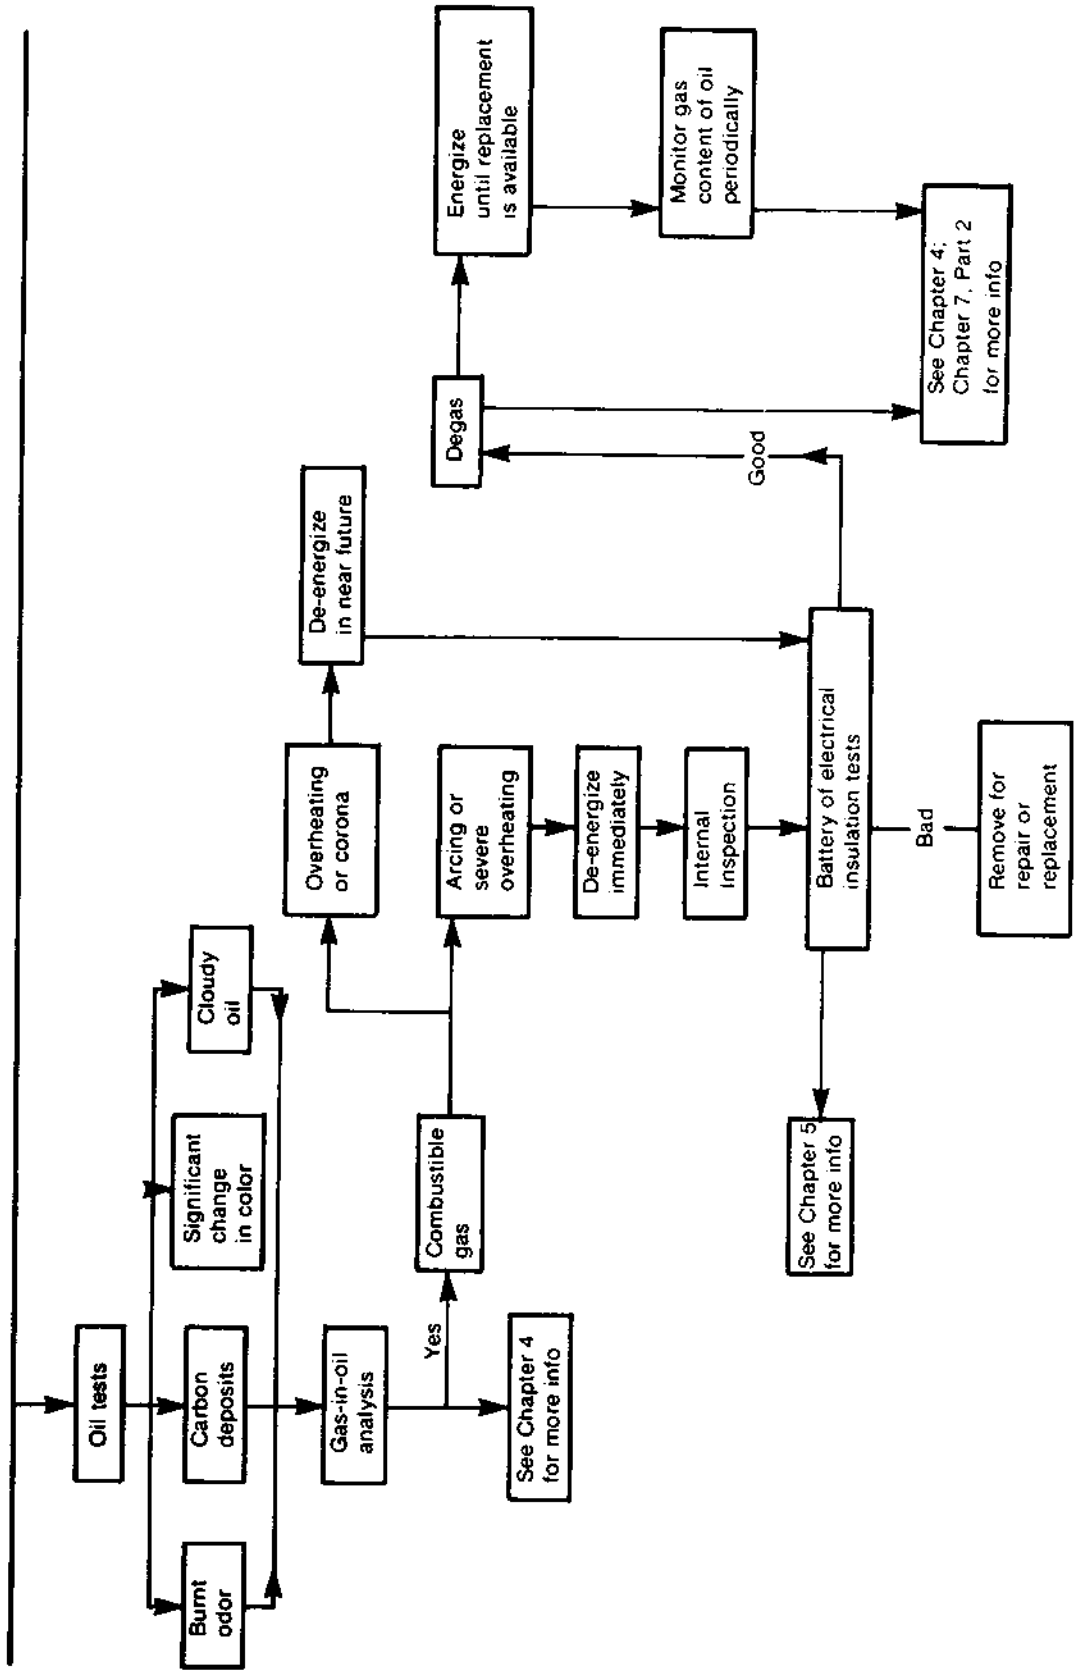 Oil tests
Burnt
odor
Carbon
deposits
Significant
change
in color
Cloudy
oil
Gas-in-oil
analysis
Yes
See Chapter 4
for more info
Combustible
gas
Overheating
or corona
De-energize
in near future
Arcing or
severe
overheating
De-energize
immediately
Internal
Inspection
Battery of electrical
insulation tests
See Chapter 5
for more info
Bad
Remove for
repair or
replacement
Good
Degas
Energize
until replacement
is available
Monitor gas
content of oil
periodically
See Chapter 4;
Chapter 7, Part 2
for more info